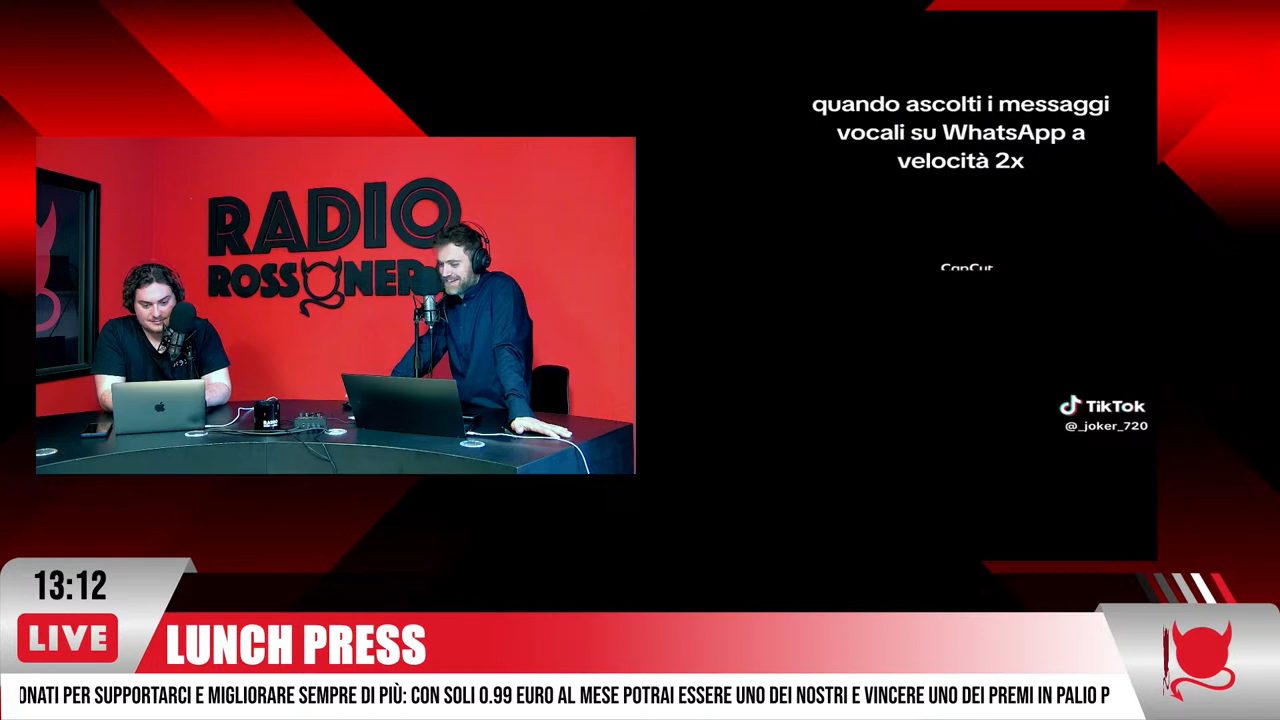 quando ascolti i messaggi
vocali su WhatsApp a
velocità 2x
CapCut
RADIO
TikTok
@_joker_720
13:12
LIVE
LUNCH PRESS
ONATI PER SUPPORTARCI E MIGLIORARE SEMPRE DI PIÙ: CON SOLI 0.99 EURO AL MESE POTRAI ESSERE UNO DEI NOSTRI E VINCERE UNO DEI PREMI IN PALIO P